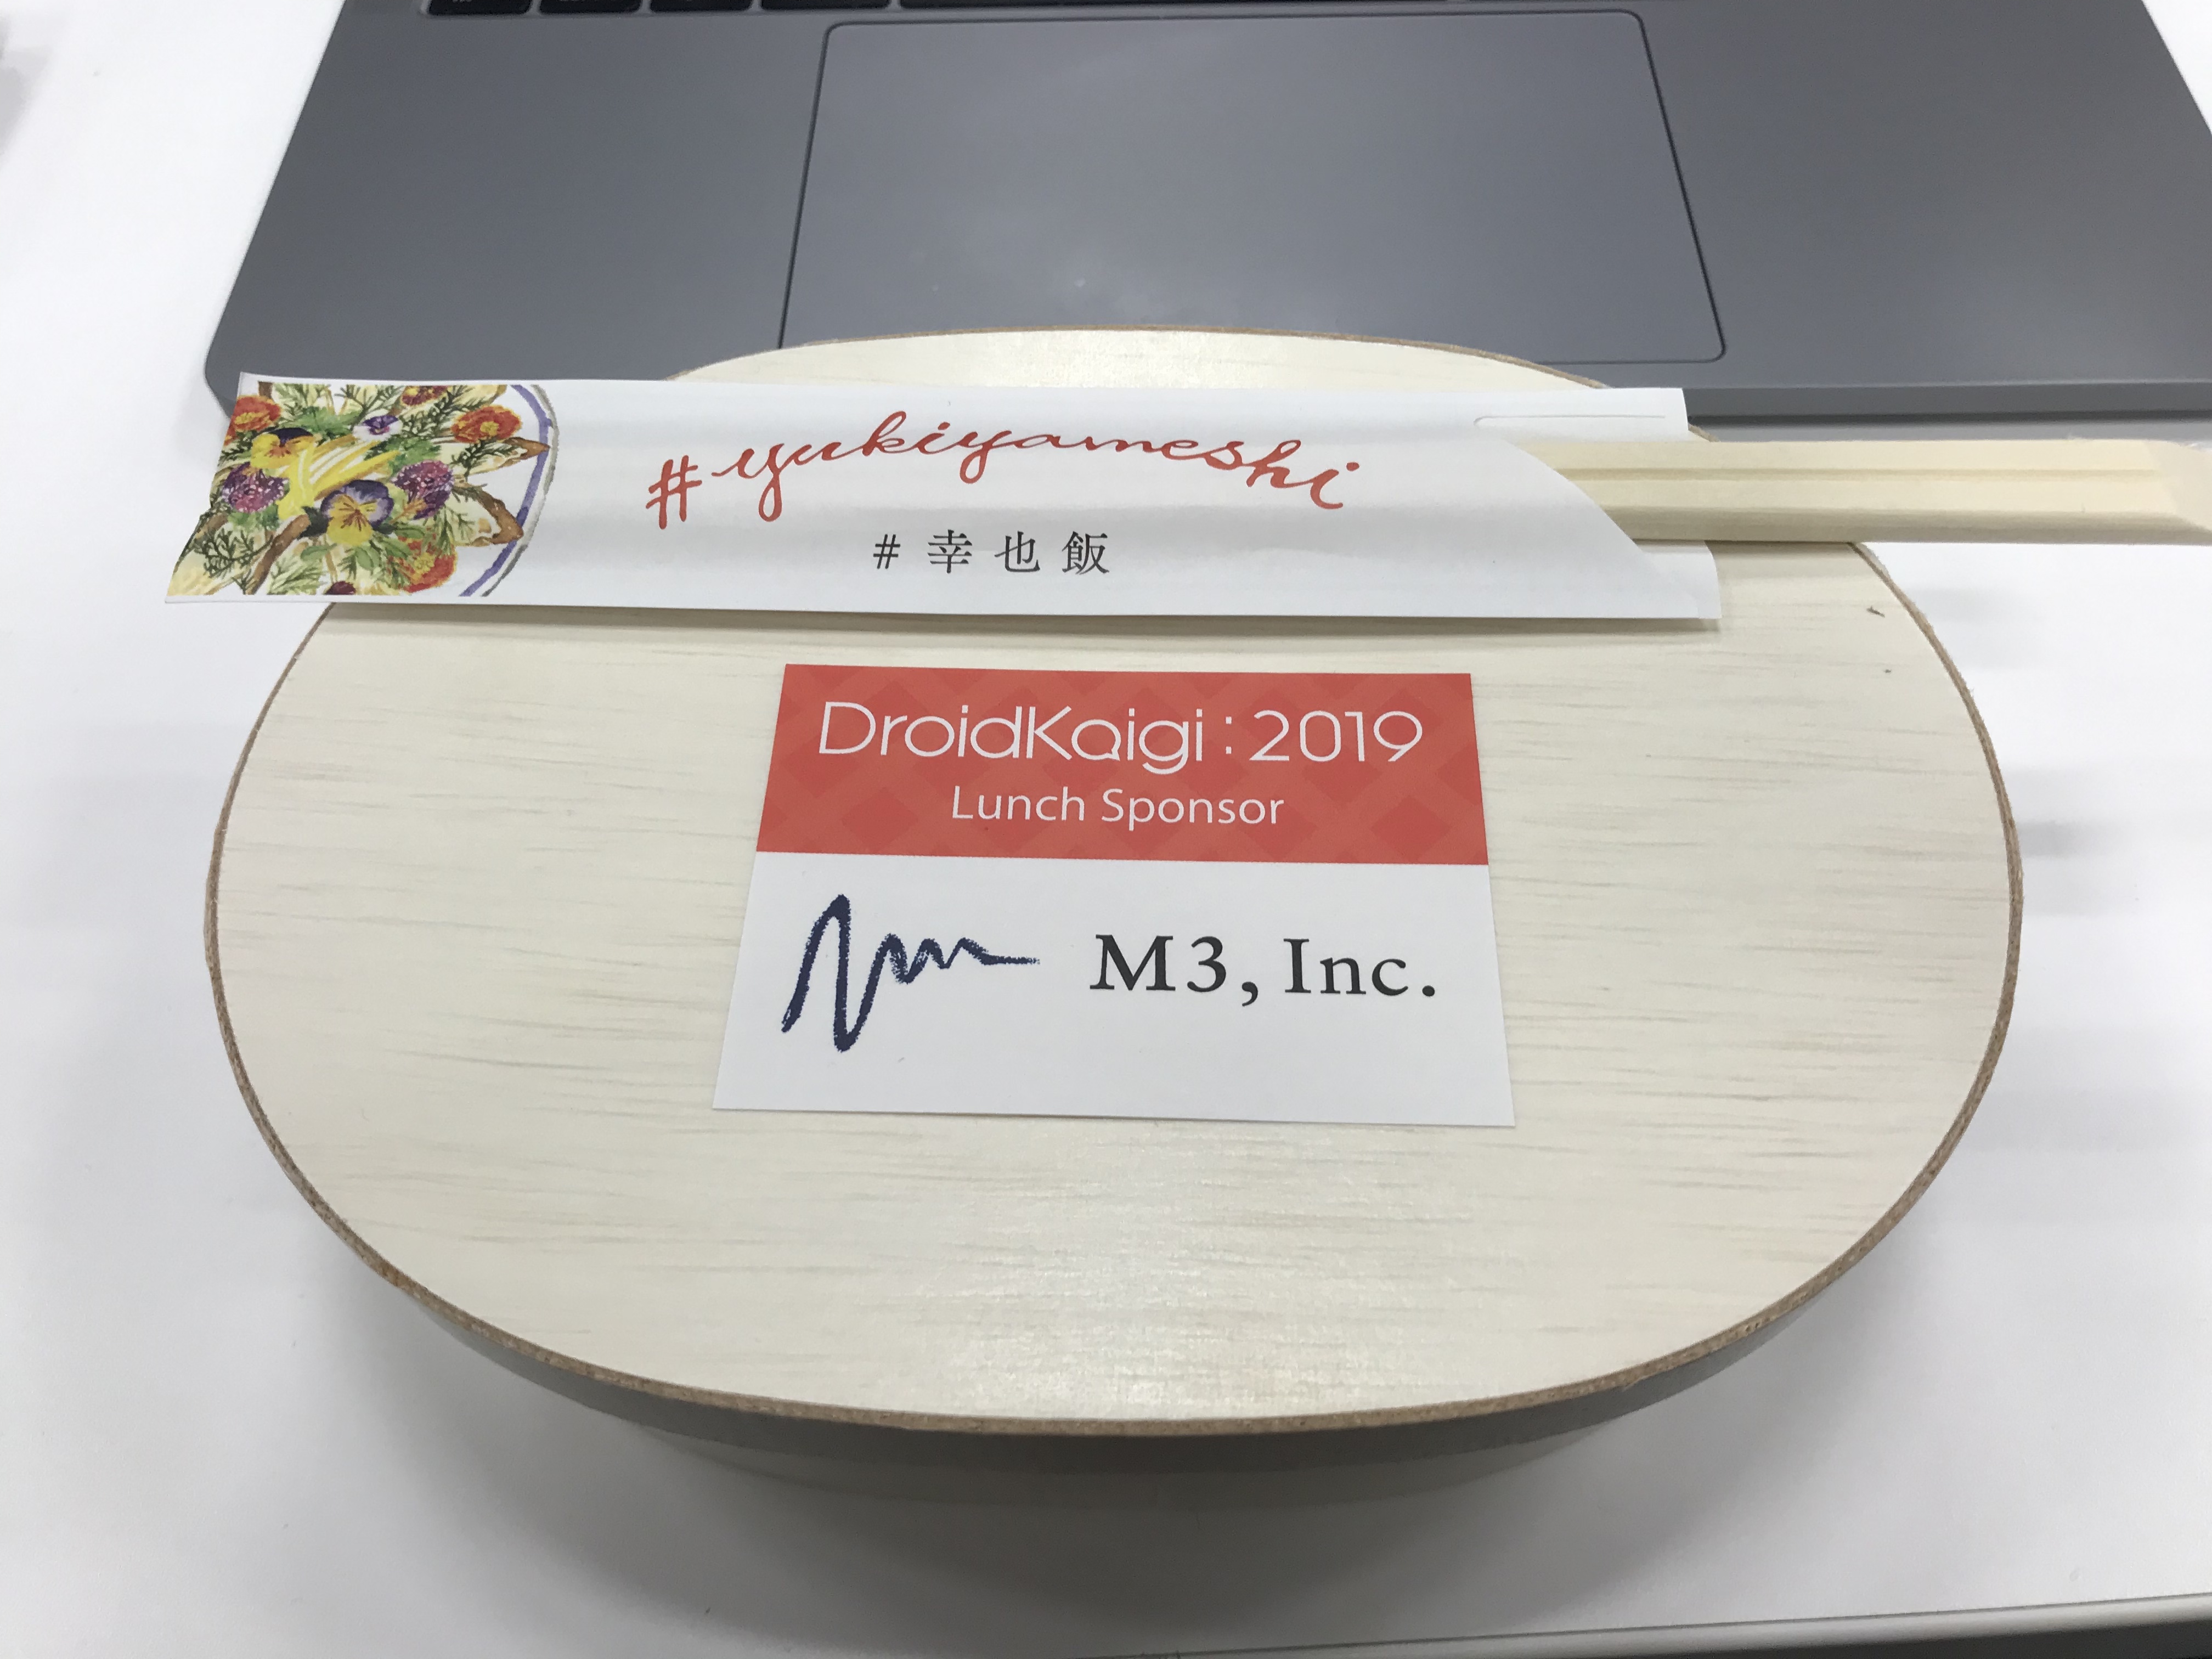 #yukiyameshi
# 幸也飯
DroidKaigi : 2019
Lunch Sponsor
M3, Inc.